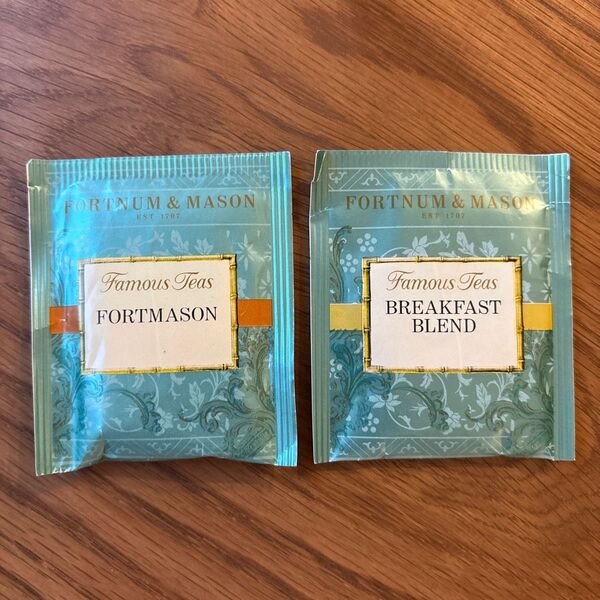 FORTNUM & MASON
EST 1707
Famous Teas
FORTMASON
FORTNUM & MASON
EST 1707
Famous Teas
BREAKFAST
BLEND